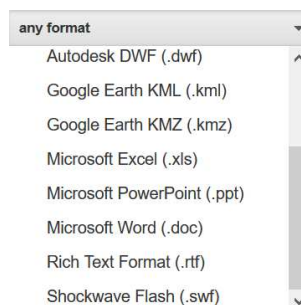 any format
Autodesk DWF (.dwf)
Google Earth KML (.kml)
Google Earth KMZ (.kmz)
Microsoft Excel (.xls)
Microsoft PowerPoint (.ppt)
Microsoft Word (.doc)
Rich Text Format (.rtf)
Shockwave Flash (.swf)